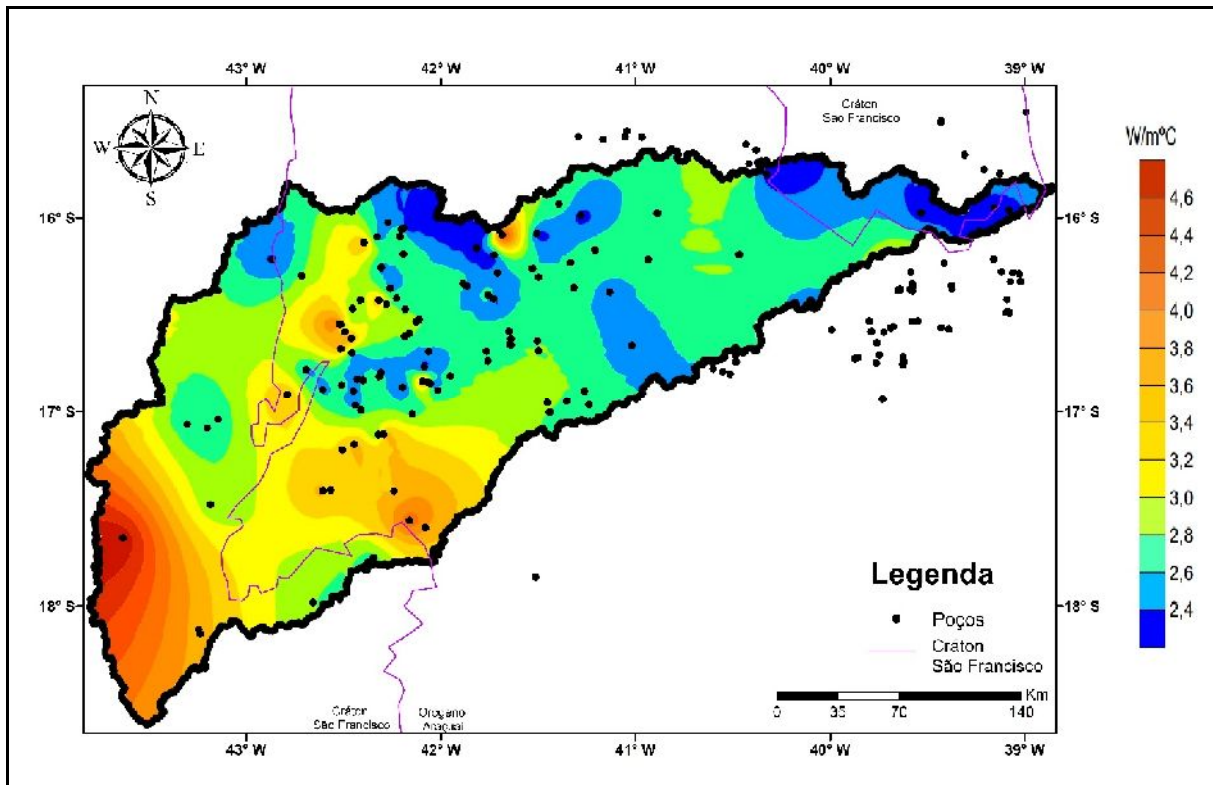 43° W 42° W 41° W 40° W 39° W
Cráton
São Francisco
N
W E
S
W/mºC
4,6
4,4
4,2
4,0
3,8
3,6
3,4
3,2
3,0
2,8
2,6
2,4
16° S 16° S
17° S 17° S
18° S 18° S
Legenda
Poços
Cráton
São Francisco
Km
0 35 70 140
Cráton
São Francisco
43° W 42° W 41° W 40° W 39° W